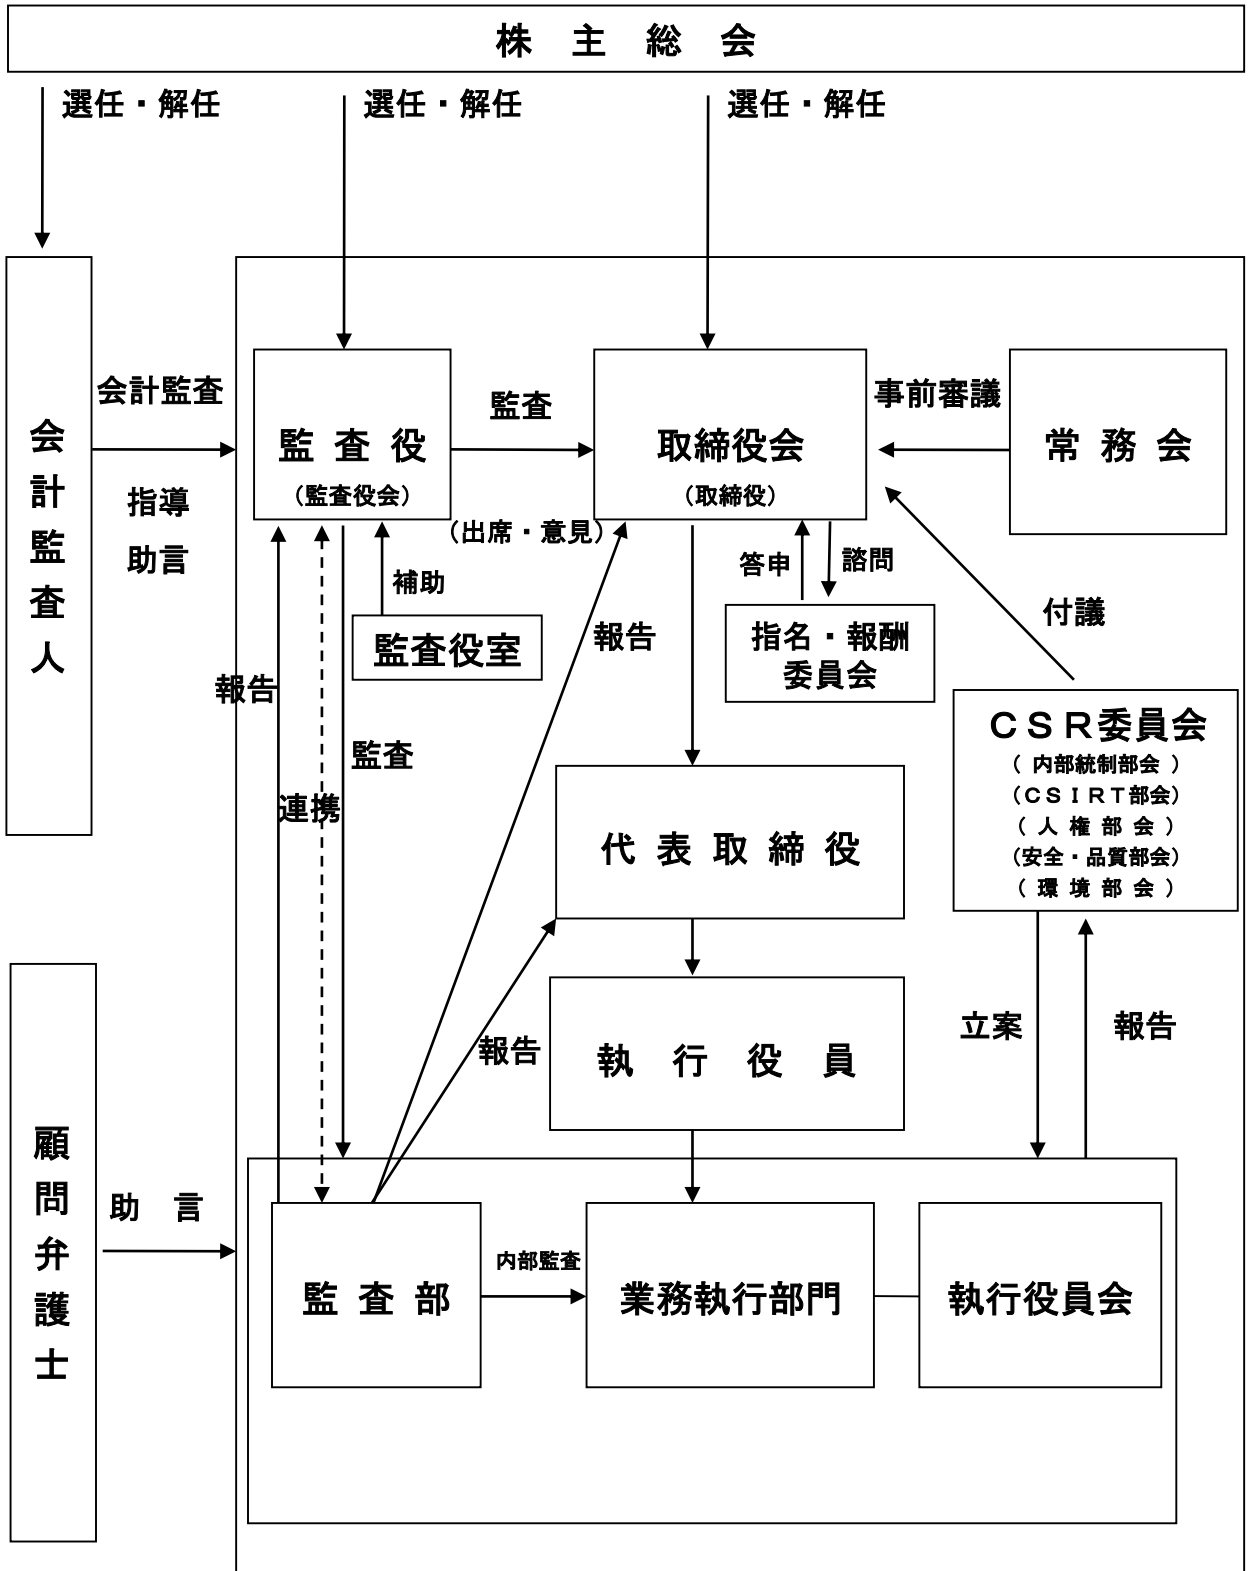 株 主 総 会
選任・解任
選任・解任
選任・解任
会計監査人
会計監査
指導
助言
監 査 役
（監査役会）
監査
（出席・意見）
取締役会
（取締役）
事前審議
常 務 会
補助
監査役室
答申
諮問
指名・報酬
委員会
付議
報告
報告
監査
連携
ＣＳＲ委員会
（ 内部統制部会 ）
（ＣＳＩＲＴ部会）
（ 人 権 部 会 ）
（安全・品質部会）
（ 環 境 部 会 ）
代 表 取 締 役
報告
執 行 役 員
立案
報告
顧問弁護士
助 言
監 査 部
内部監査
業務執行部門
執行役員会